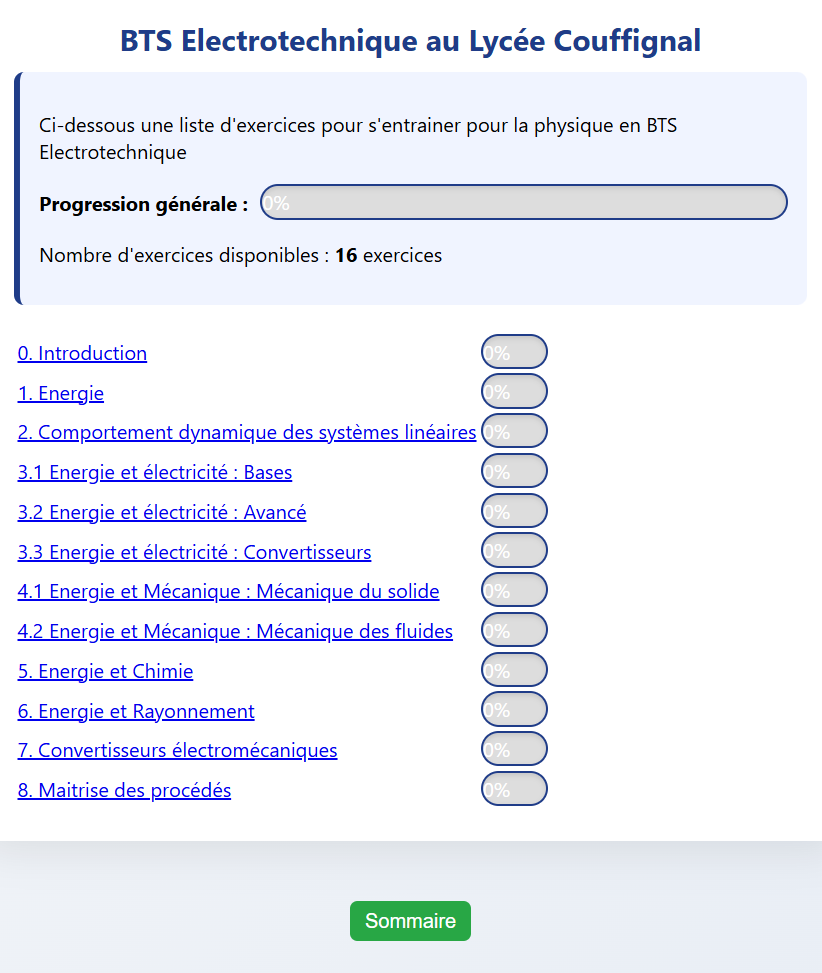 BTS Electrotechnique au Lycée Couffignal
Ci-dessous une liste d'exercices pour s'entrainer pour la physique en BTS
Electrotechnique
Progression générale : 0%
Nombre d'exercices disponibles : 16 exercices
0. Introduction 0%
1. Energie 0%
2. Comportement dynamique des systèmes linéaires 0%
3.1 Energie et électricité : Bases 0%
3.2 Energie et électricité : Avancé 0%
3.3 Energie et électricité : Convertisseurs 0%
4.1 Energie et Mécanique : Mécanique du solide 0%
4.2 Energie et Mécanique : Mécanique des fluides 0%
5. Energie et Chimie 0%
6. Energie et Rayonnement 0%
7. Convertisseurs électromécaniques 0%
8. Maitrise des procédés 0%
Sommaire